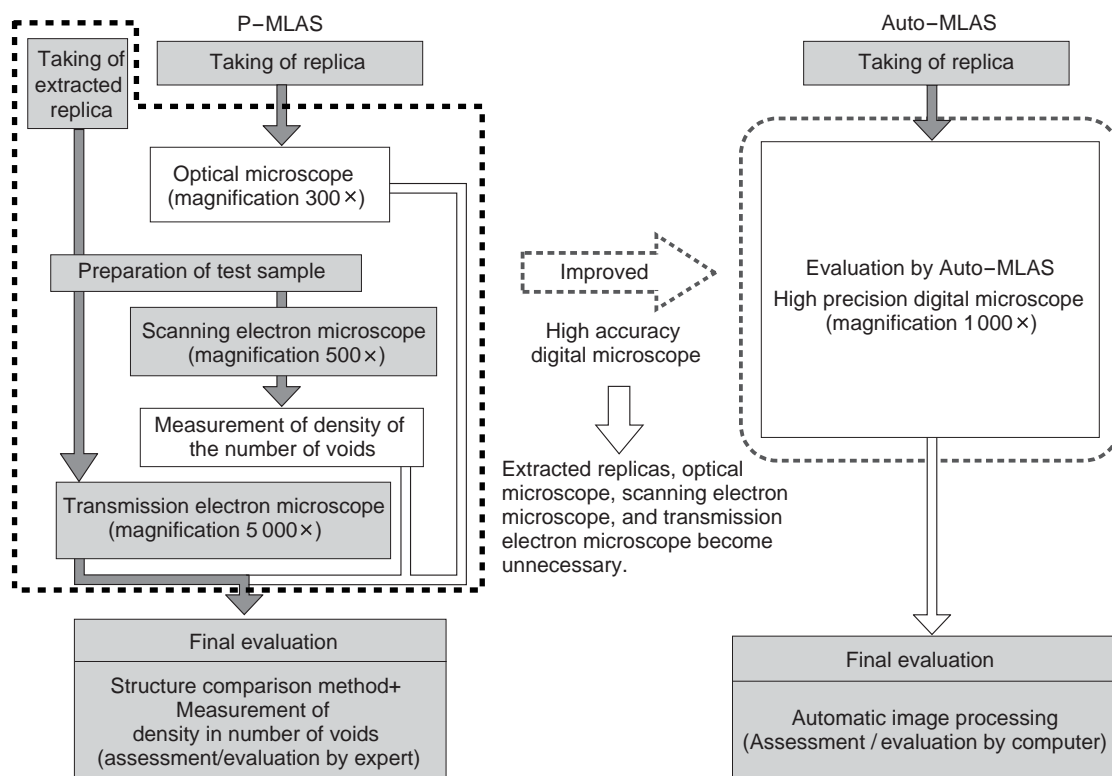 P−MLAS
Taking of
extracted
replica
Taking of replica
Optical microscope
(magnification 300×)
Preparation of test sample
Scanning electron microscope
(magnification 500×)
Measurement of density of
the number of voids
Transmission electron microscope
(magnification 5 000×)
Final evaluation
Structure comparison method+
Measurement of
density in number of voids
(assessment/evaluation by expert)
Improved
High accuracy
digital microscope
Extracted replicas, optical
microscope, scanning electron
microscope, and transmission
electron microscope become
unnecessary.
Auto−MLAS
Taking of replica
Evaluation by Auto−MLAS
High precision digital microscope
(magnification 1 000×)
Final evaluation
Automatic image processing
(Assessment / evaluation by computer)